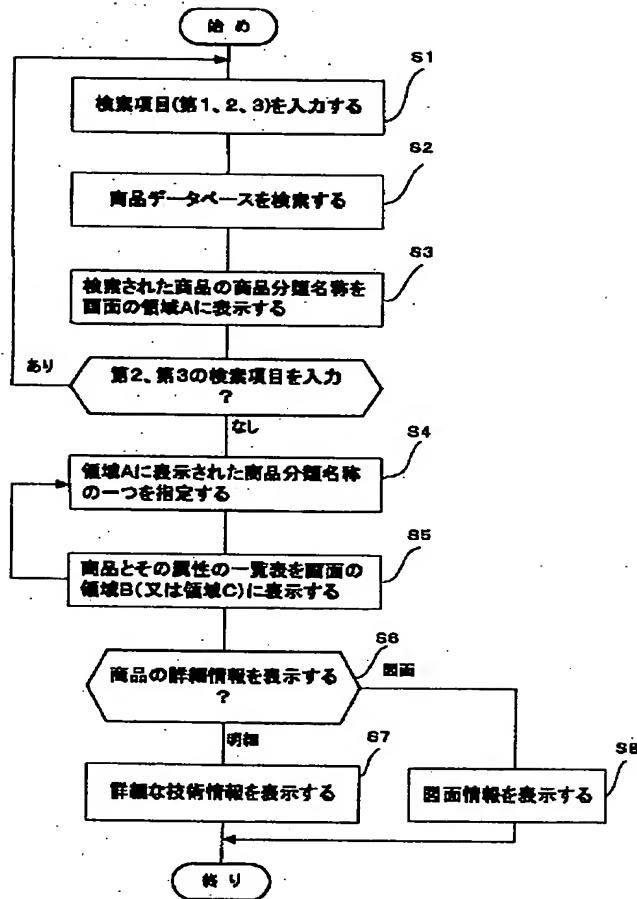 始 め
S1
検索項目(第1、2、3)を入力する
S2
商品データベースを検索する
S3
検索された商品の商品分類名称を
画面の領域Aに表示する
あり
第2、第3の検索項目を入力
?
なし
S4
領域Aに表示された商品分類名称
の一つを指定する
S5
商品とその属性の一覧表を画面の
領域B(又は領域C)に表示する
S6
商品の詳細情報を表示する
?
図面
明細
S7
詳細な技術情報を表示する
S8
図面情報を表示する
終 り